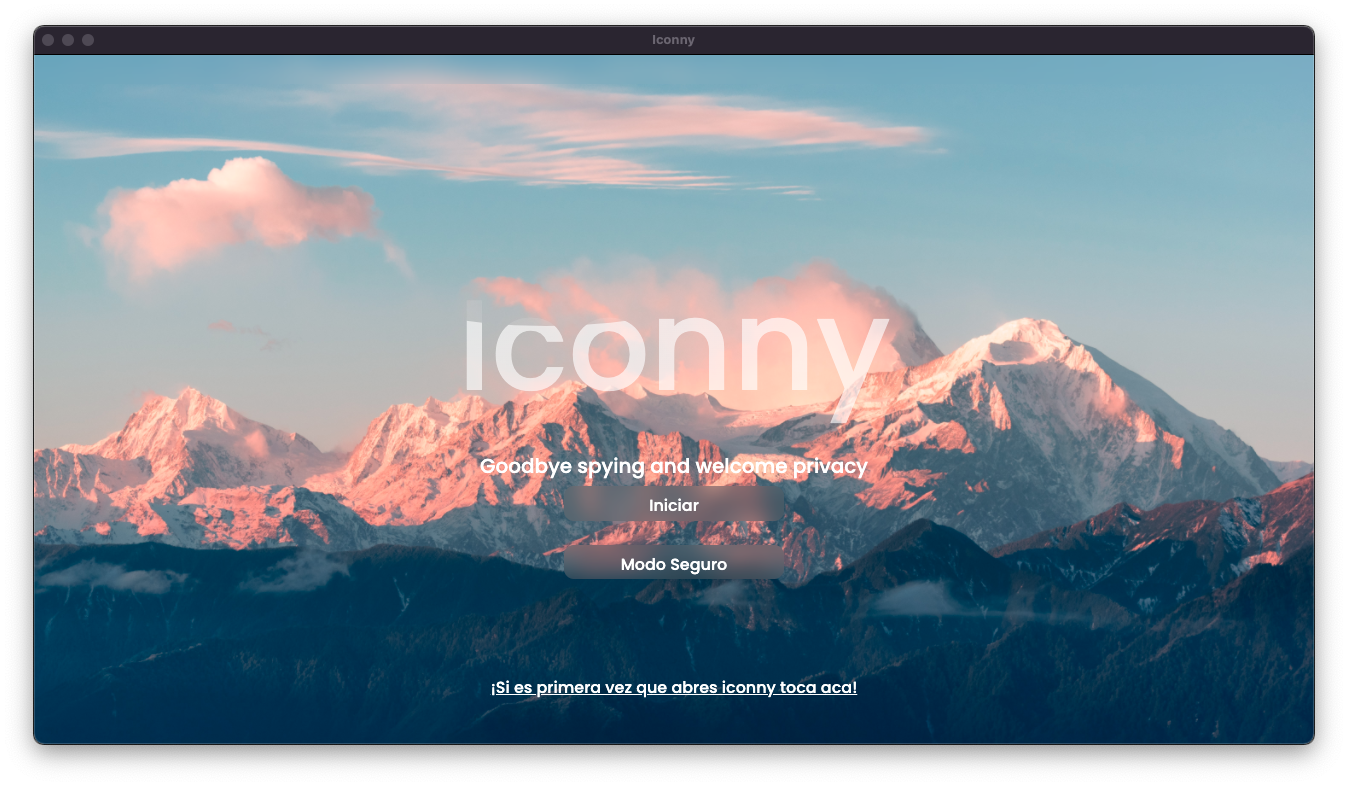 Iconny
Iconny
Goodbye spying and welcome privacy
Iniciar
Modo Seguro
¡Si es primera vez que abres iconny toca aca!